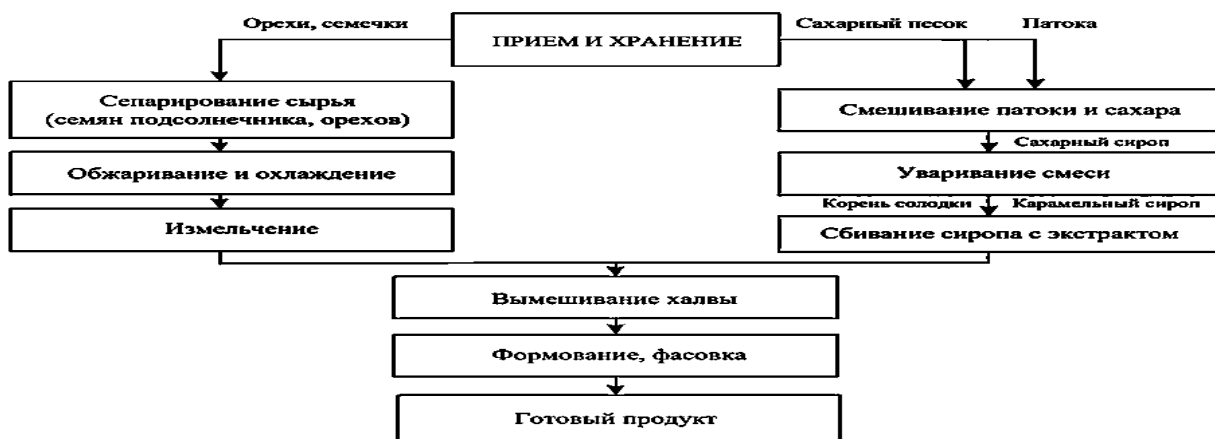 Орехи, семечки
ПРИЕМ И ХРАНЕНИЕ
Сахарный песок
Патока
Сепарирование сырья
(семян подсолнечника, орехов)
Обжаривание и охлаждение
Измельчение
Смешивание патоки и сахара
Сахарный сироп
Уваривание смеси
Корень солодки
Карамельный сироп
Сбивание сиропа с экстрактом
Вымешивание халвы
Формование, фасовка
Готовый продукт